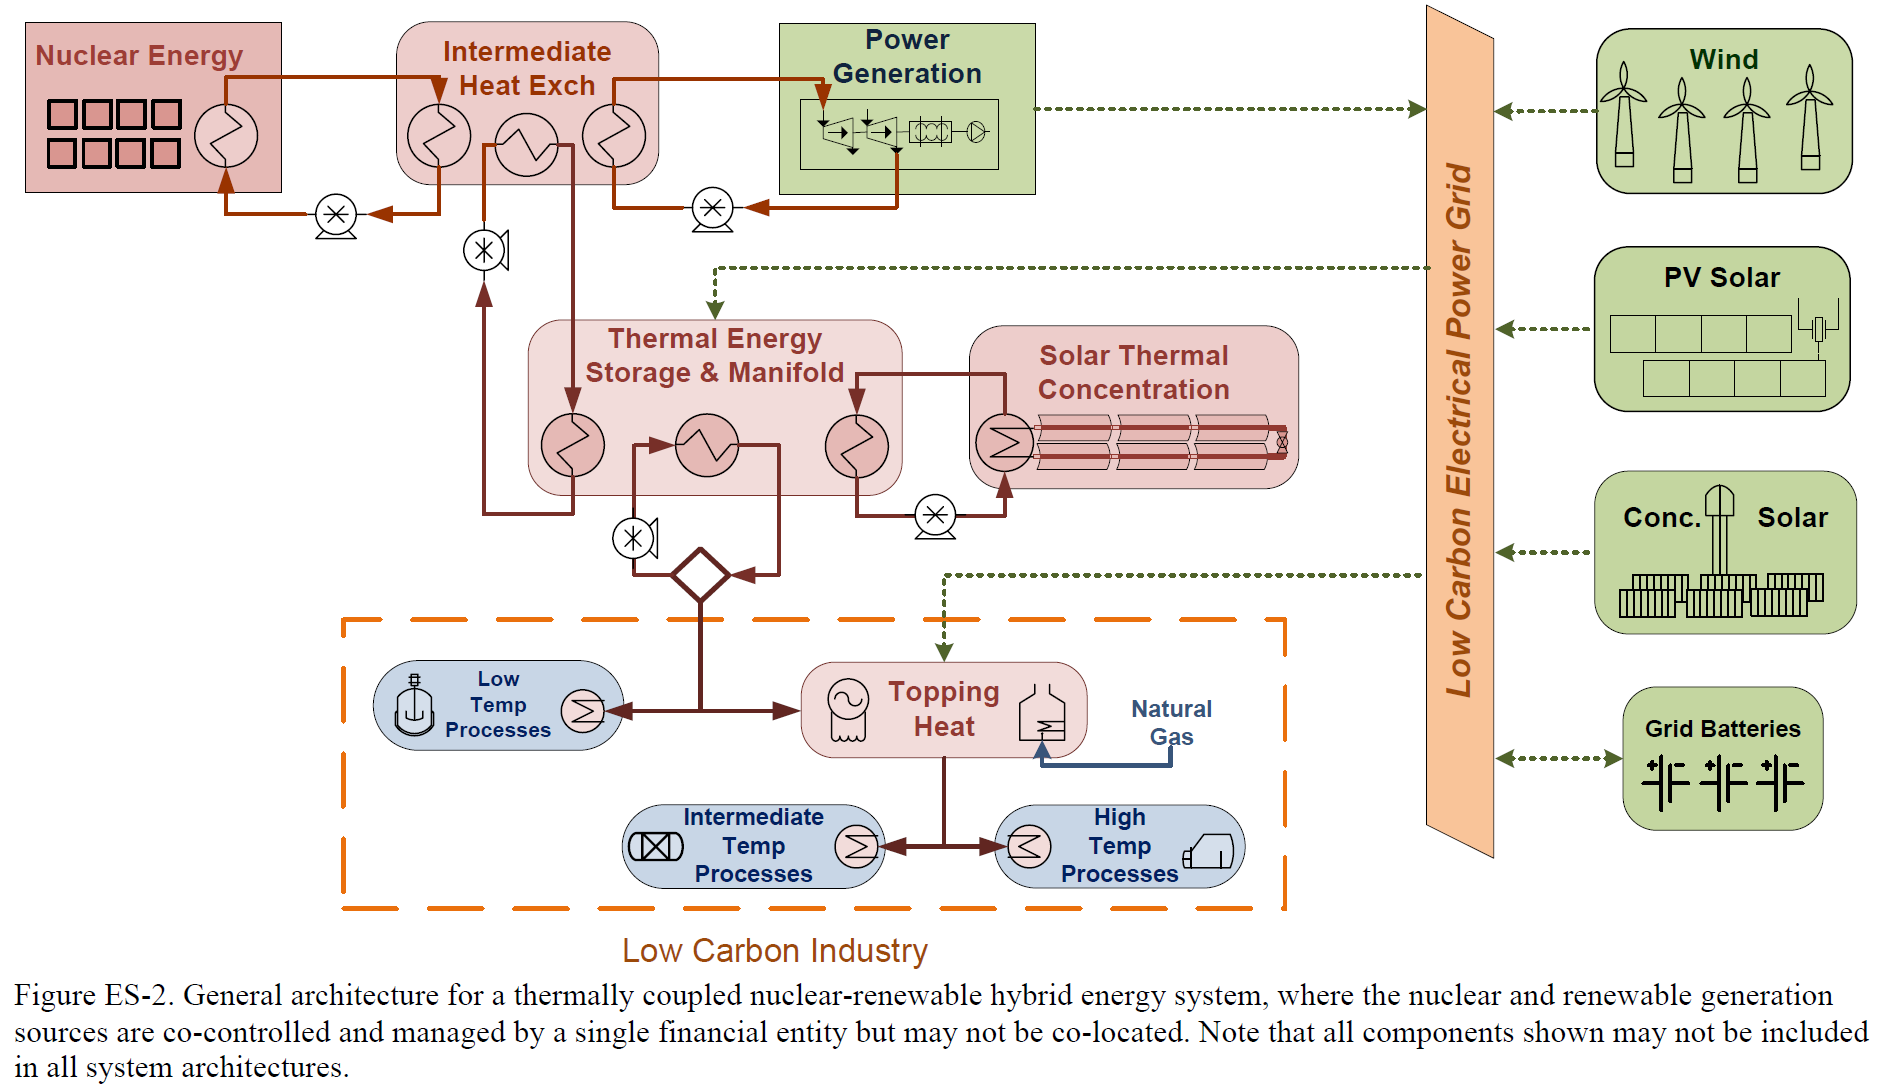 Nuclear Energy
Intermediate
Heat Exch
Power
Generation
Wind
PV Solar
Conc. Solar
Grid Batteries
Low Carbon Electrical Power Grid
Thermal Energy
Storage & Manifold
Solar Thermal
Concentration
Low
Temp
Processes
Topping
Heat
Natural
Gas
Intermediate
Temp
Processes
High
Temp
Processes
Low Carbon Industry
Figure ES-2. General architecture for a thermally coupled nuclear-renewable hybrid energy system, where the nuclear and renewable generation
sources are co-controlled and managed by a single financial entity but may not be co-located. Note that all components shown may not be included
in all system architectures.